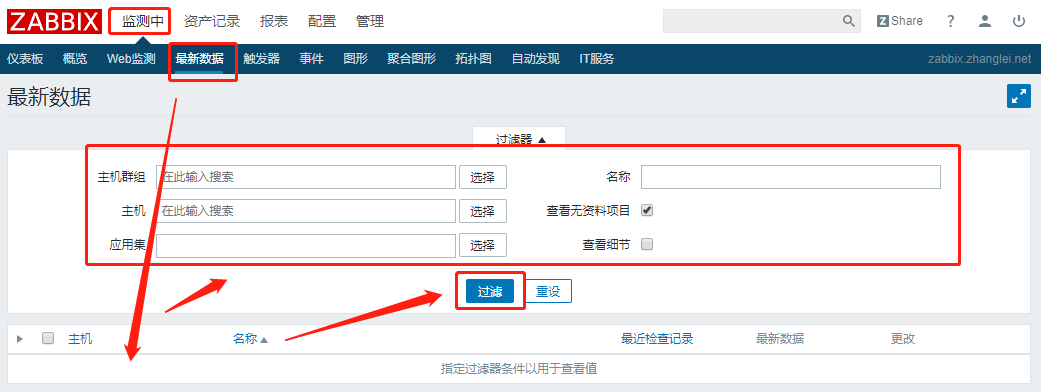 ZABBIX 监测中 资产记录 报表 配置 管理 Z Share ?
仪表板 概览 Web监测 最新数据 触发器 事件 图形 聚合图形 拓扑图 自动发现 IT服务 zabbix.zhanglei.net
最新数据
过滤器 ▲
主机群组 在此输入搜索 选择 名称
主机 在此输入搜索 选择 查看无资料项目
应用集 选择 查看细节
过滤 重设
主机 名称 ▲ 最近检查记录 最新数据 更改
指定过滤器条件以用于查看值